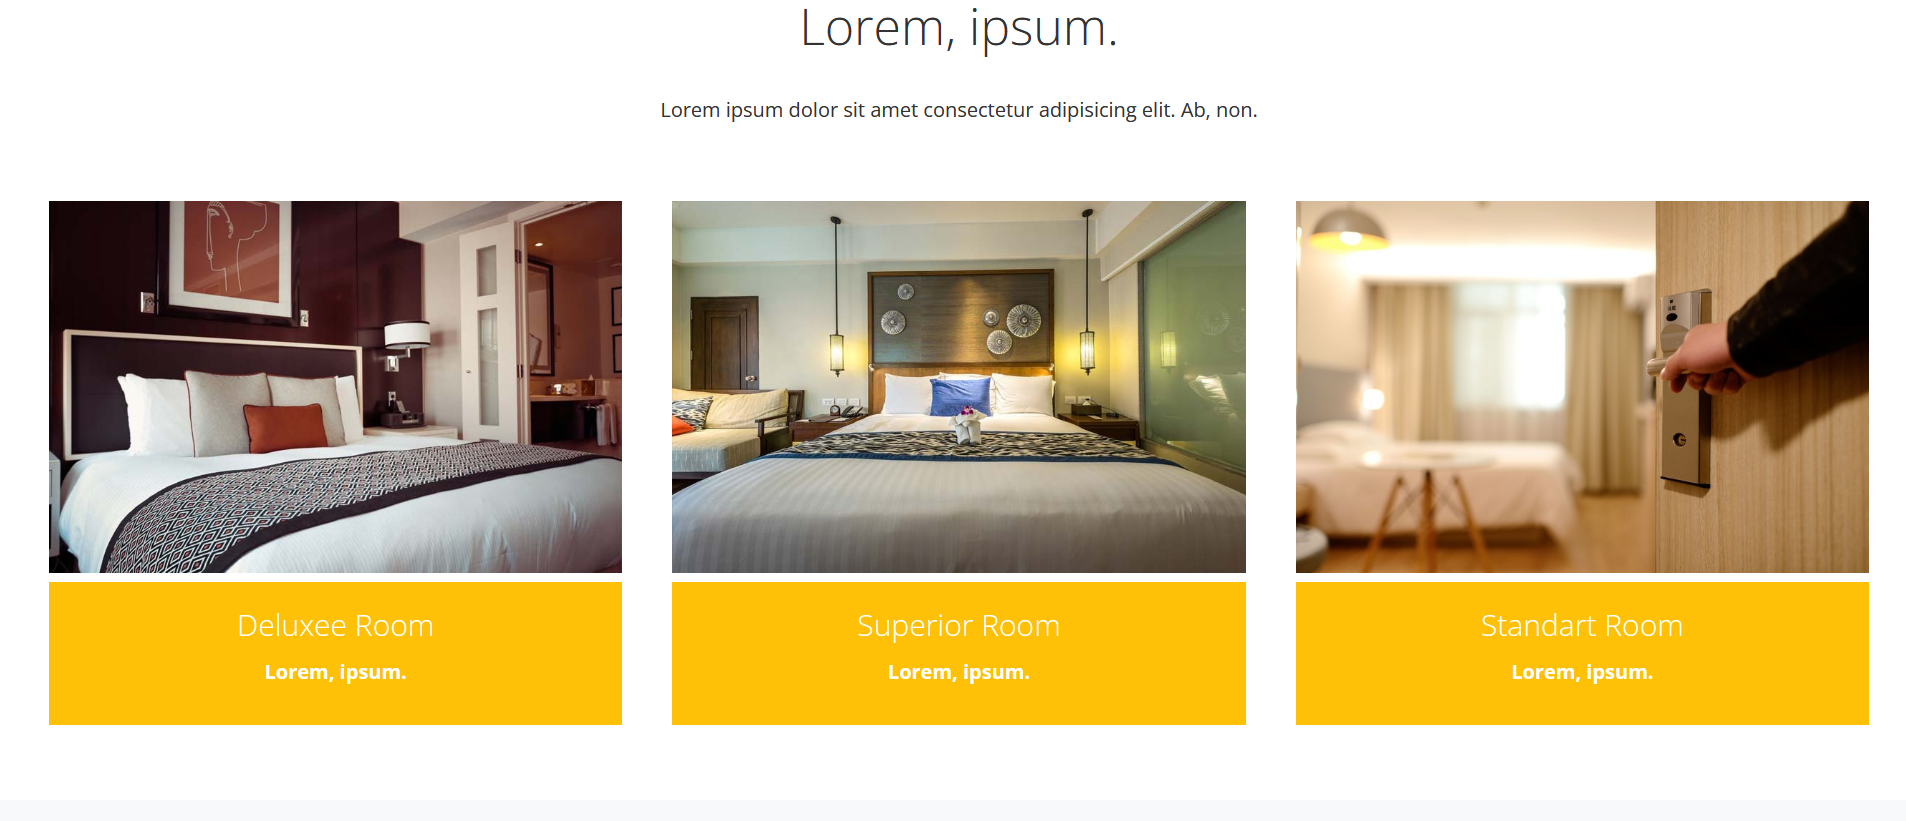 Lorem, ipsum.
Lorem ipsum dolor sit amet consectetur adipisicing elit. Ab, non.
Deluxee Room
Lorem, ipsum.
Superior Room
Lorem, ipsum.
Standart Room
Lorem, ipsum.